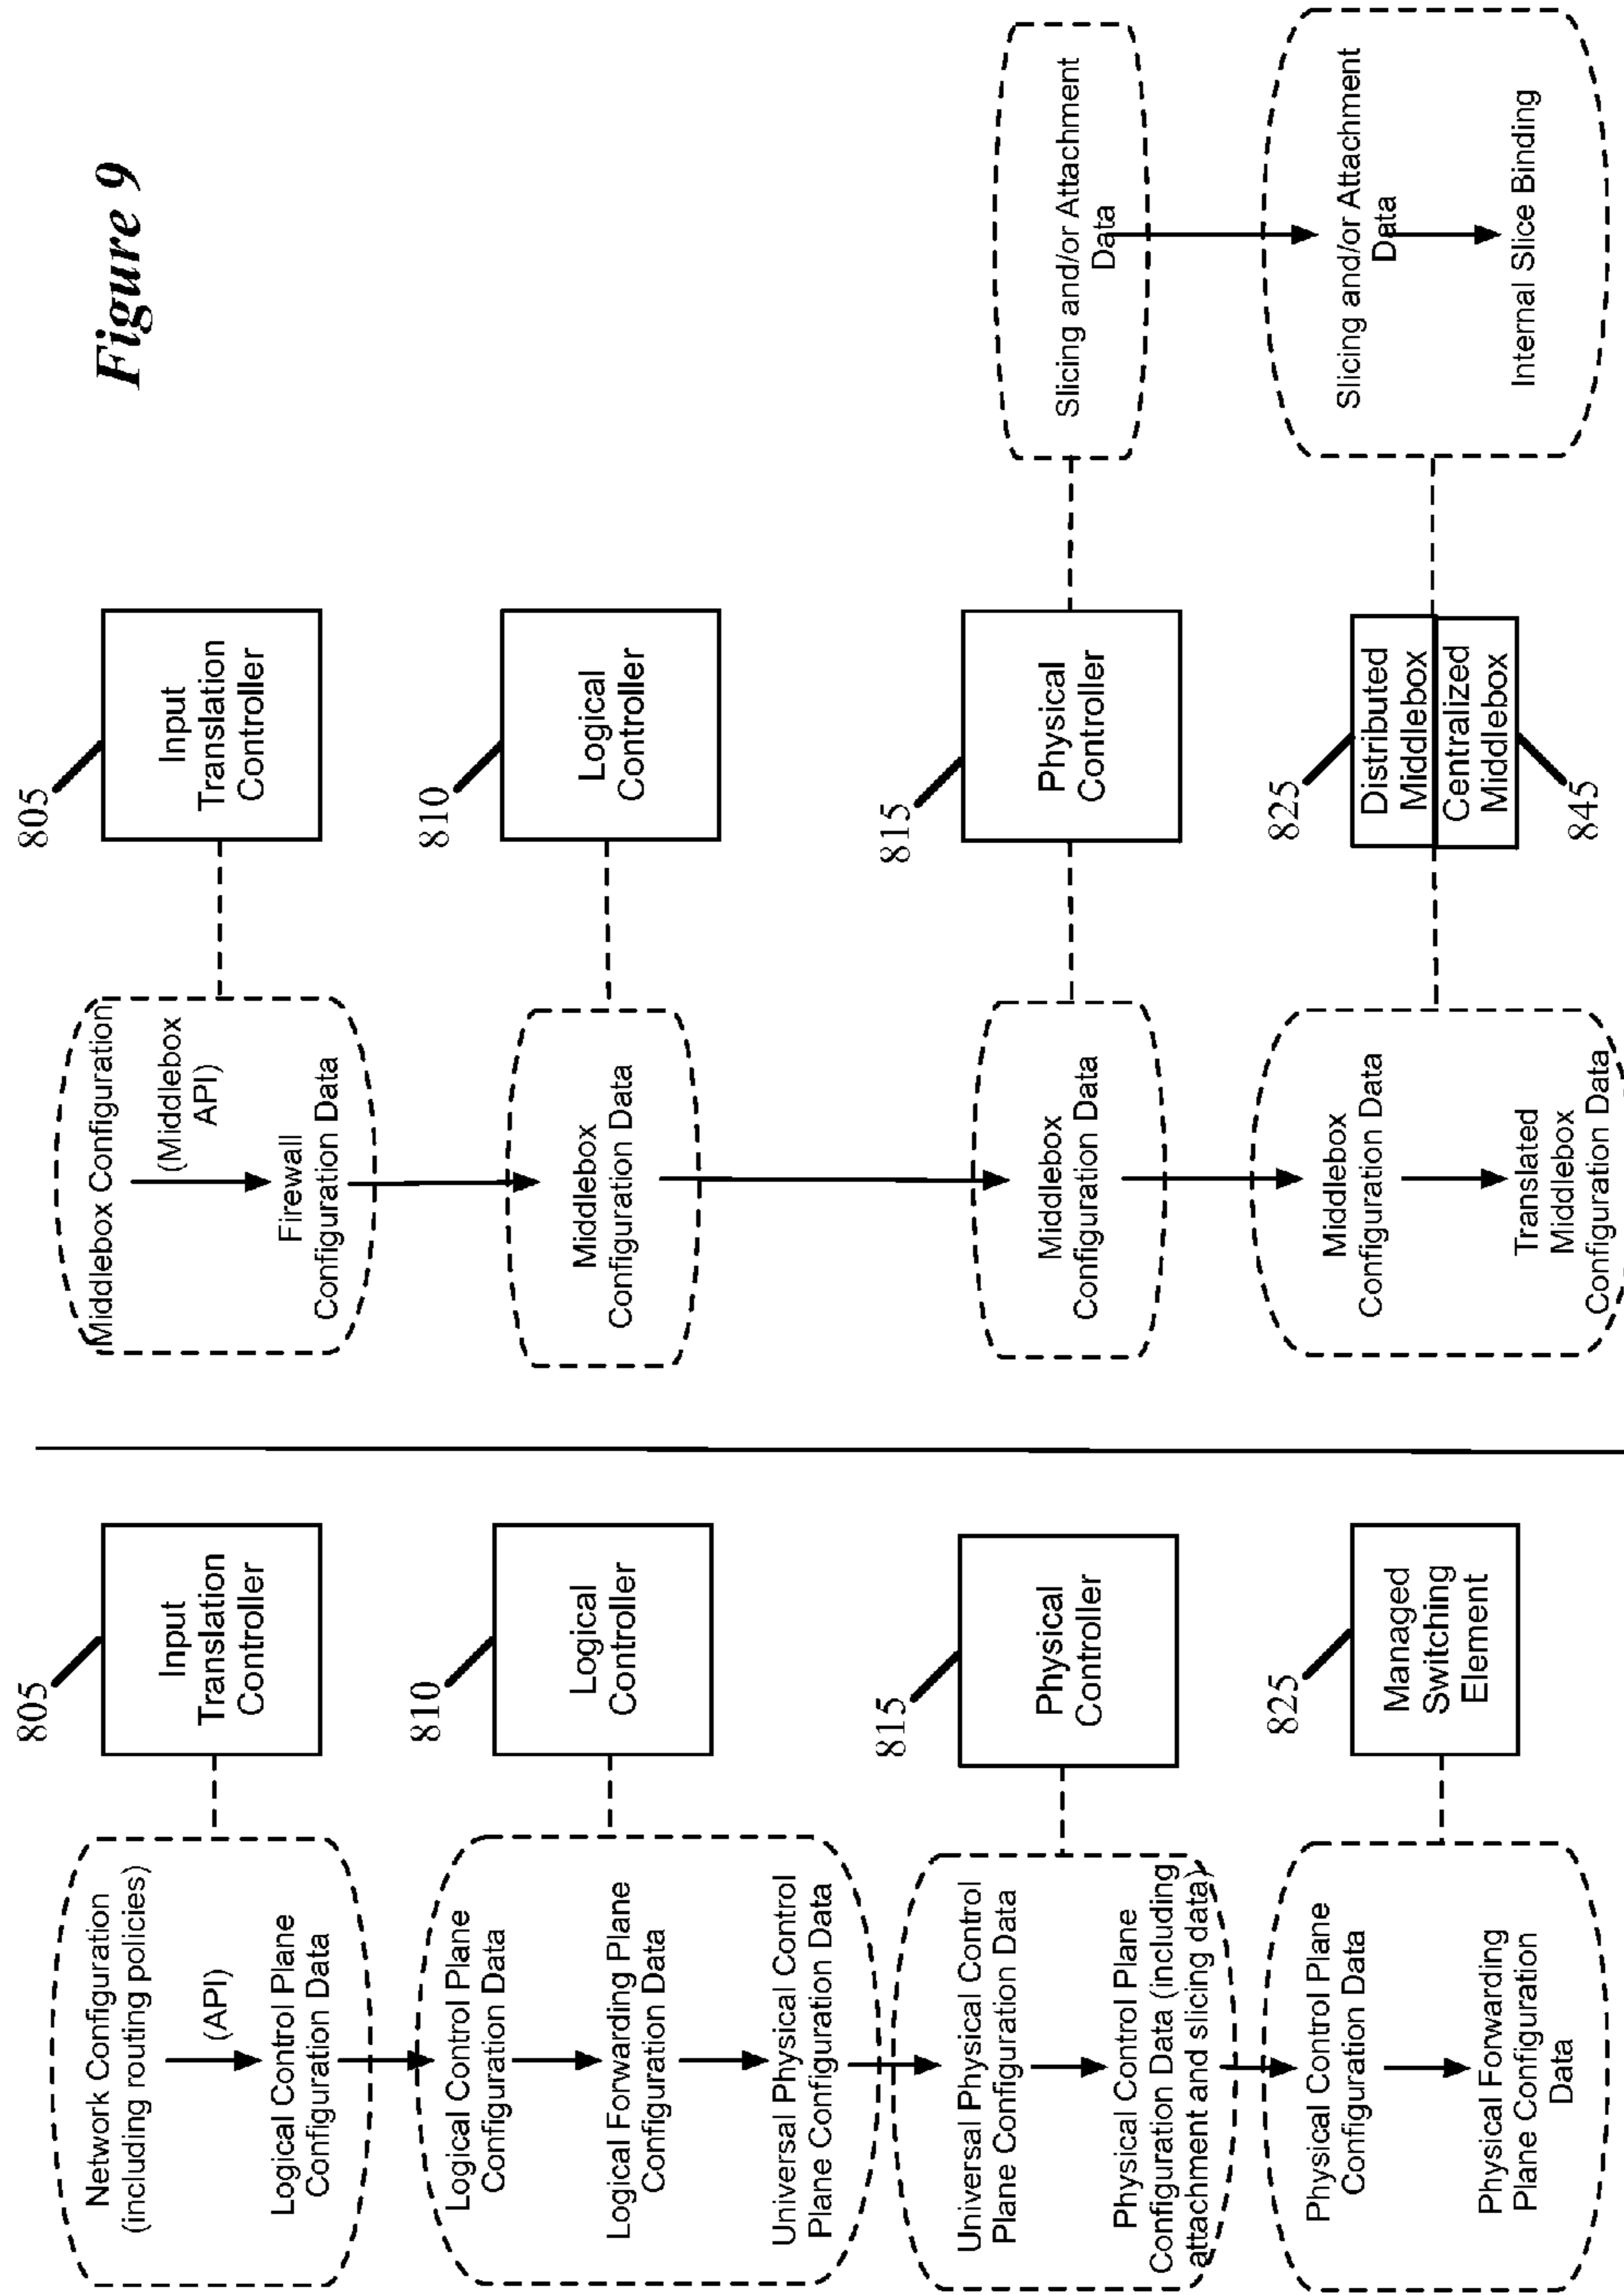 Figure 9
Network Configuration
(including routing policies)
(API)
Logical Control Plane
Configuration Data
805
Input
Translation
Controller
Logical Control Plane
Configuration Data
Logical Forwarding Plane
Configuration Data
Universal Physical Control
Plane Configuration Data
810
Logical
Controller
Universal Physical Control
Plane Configuration Data
Physical Control Plane
Configuration Data (including
attachment and slicing data)
815
Physical
Controller
Physical Control Plane
Configuration Data
Physical Forwarding
Plane Configuration
Data
825
Managed
Switching
Element
Middlebox Configuration
(Middlebox
API)
Firewall
Configuration Data
805
Input
Translation
Controller
Middlebox
Configuration Data
810
Logical
Controller
Middlebox
Configuration Data
815
Physical
Controller
Slicing and/or Attachment
Data
Middlebox
Configuration Data
Translated
Middlebox
Configuration Data
825
Distributed
Middlebox
Centralized
Middlebox
845
Slicing and/or Attachment
Data
Internal Slice Binding